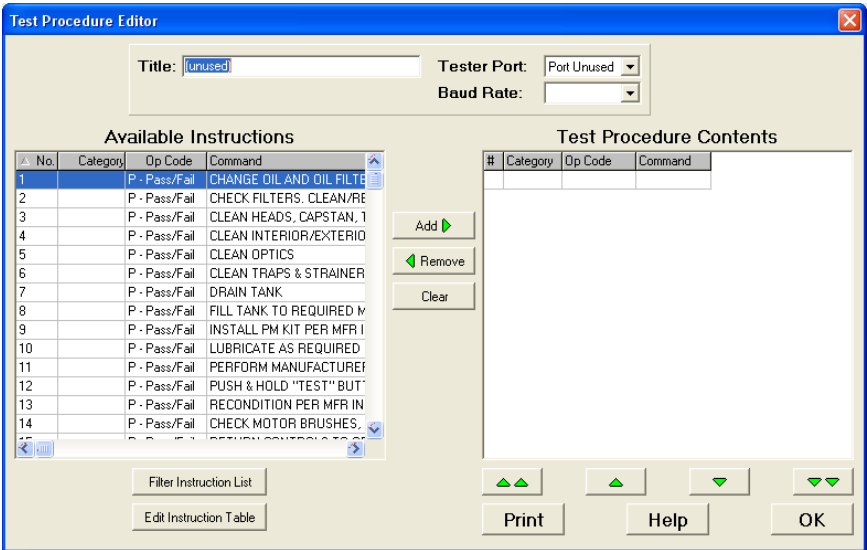 Test Procedure Editor
Title: (unused) Tester Port: Port Unused
Baud Rate:
Available Instructions Test Procedure Contents
No. Category Op Code Command # Category Op Code Command
1 P - Pass/Fail CHANGE OIL AND OIL FILTE
2 P - Pass/Fail CHECK FILTERS. CLEAN/RE
3 P - Pass/Fail CLEAN HEADS, CAPSTAN, T
4 P - Pass/Fail CLEAN INTERIOR/EXTERIO
5 P - Pass/Fail CLEAN OPTICS
6 P - Pass/Fail CLEAN TRAPS & STRAINER
7 P - Pass/Fail DRAIN TANK
8 P - Pass/Fail FILL TANK TO REQUIRED M
9 P - Pass/Fail INSTALL PM KIT PER MFR I
10 P - Pass/Fail LUBRICATE AS REQUIRED
11 P - Pass/Fail PERFORM MANUFACTURER
12 P - Pass/Fail PUSH & HOLD "TEST" BUT
13 P - Pass/Fail RECONDITION PER MFR IN
14 P - Pass/Fail CHECK MOTOR BRUSHES,
Add
Remove
Clear
Filter Instruction List
Edit Instruction Table
Print Help OK